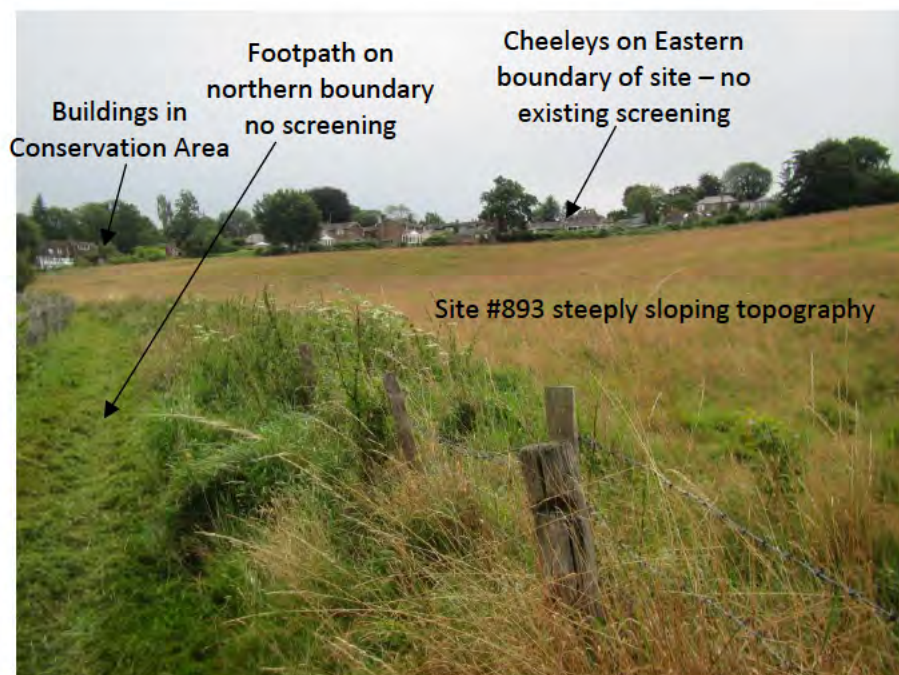 Footpath on
northern boundary
no screening
Cheeleys on Eastern
boundary of site – no
existing screening
Buildings in
Conservation Area
Site #893 steeply sloping topography